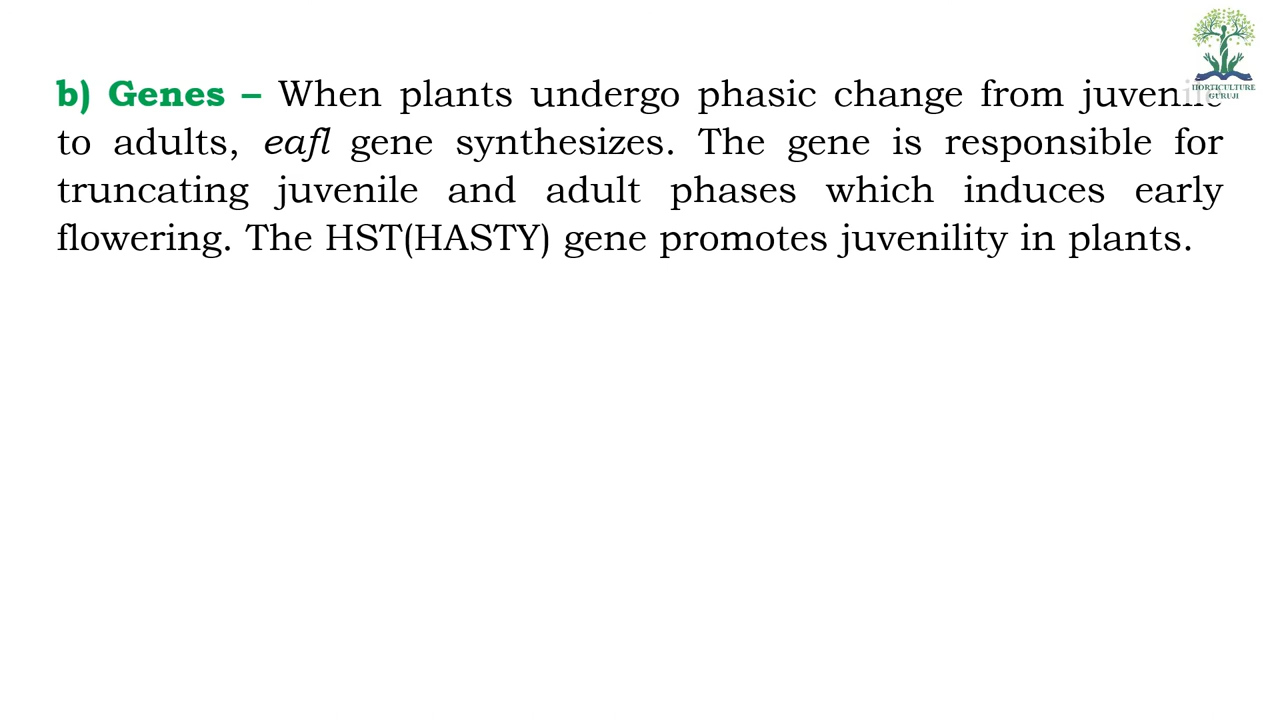 b) Genes – When plants undergo phasic change from juvenile
to adults, eafl gene synthesizes. The gene is responsible for
truncating juvenile and adult phases which induces early
flowering. The HST(HASTY) gene promotes juvenility in plants.
HORTICULTURE
GURUJI